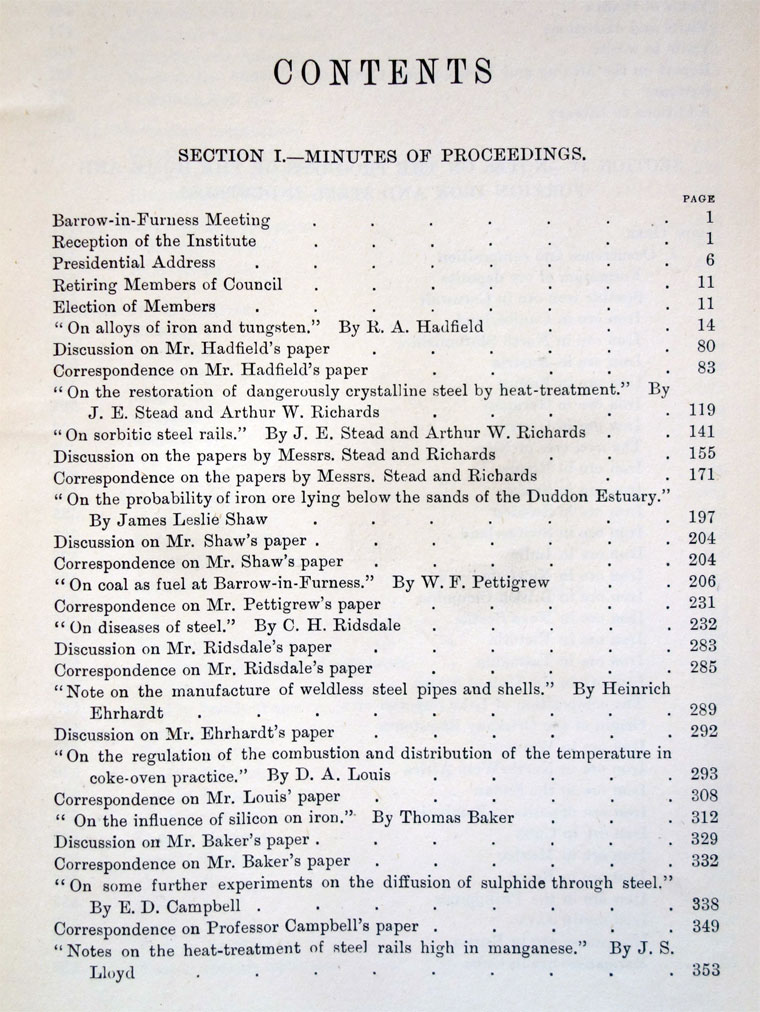 CONTENTS
SECTION I.—MINUTES OF PROCEEDINGS.
PAGE
Barrow-in-Furness Meeting . . . . . . . 1
Reception of the Institute . . . . . . . 1
Presidential Address . . . . . . . . 6
Retiring Members of Council . . . . . . . 11
Election of Members . . . . . . . . 11
"On alloys of iron and tungsten." By R. A. Hadfield . . . 14
Discussion on Mr. Hadfield's paper . . . . . . 80
Correspondence on Mr. Hadfield's paper . . . . . 83
"On the restoration of dangerously crystalline steel by heat-treatment." By
J. E. Stead and Arthur W. Richards . . . . . 119
"On sorbitic steel rails." By J. E. Stead and Arthur W. Richards . . 141
Discussion on the papers by Messrs. Stead and Richards . . . 155
Correspondence on the papers by Messrs. Stead and Richards . . 171
"On the probability of iron ore lying below the sands of the Duddon Estuary."
By James Leslie Shaw . . . . . . . 197
Discussion on Mr. Shaw's paper . . . . . . . 204
Correspondence on Mr. Shaw's paper . . . . . . 204
"On coal as fuel at Barrow-in-Furness." By W. F. Pettigrew . . 206
Correspondence on Mr. Pettigrew's paper . . . . . 231
"On diseases of steel." By C. H. Ridsdale . . . . . 232
Discussion on Mr. Ridsdale's paper . . . . . . 283
Correspondence on Mr. Ridsdale's paper . . . . . 285
"Note on the manufacture of weldless steel pipes and shells." By Heinrich
Ehrhardt . . . . . . . . . 289
Discussion on Mr. Ehrhardt's paper . . . . . . 292
"On the regulation of the combustion and distribution of the temperature in
coke-oven practice." By D. A. Louis . . . . . 293
Correspondence on Mr. Louis' paper . . . . . . 308
"On the influence of silicon on iron." By Thomas Baker . . 312
Discussion on Mr. Baker's paper . . . . . . . 329
Correspondence on Mr. Baker's paper . . . . . . 332
"On some further experiments on the diffusion of sulphide through steel."
By E. D. Campbell . . . . . . . . 338
Correspondence on Professor Campbell's paper . . . . . 349
"Notes on the heat-treatment of steel rails high in manganese." By J. S.
Lloyd . . . . . . . . . 353